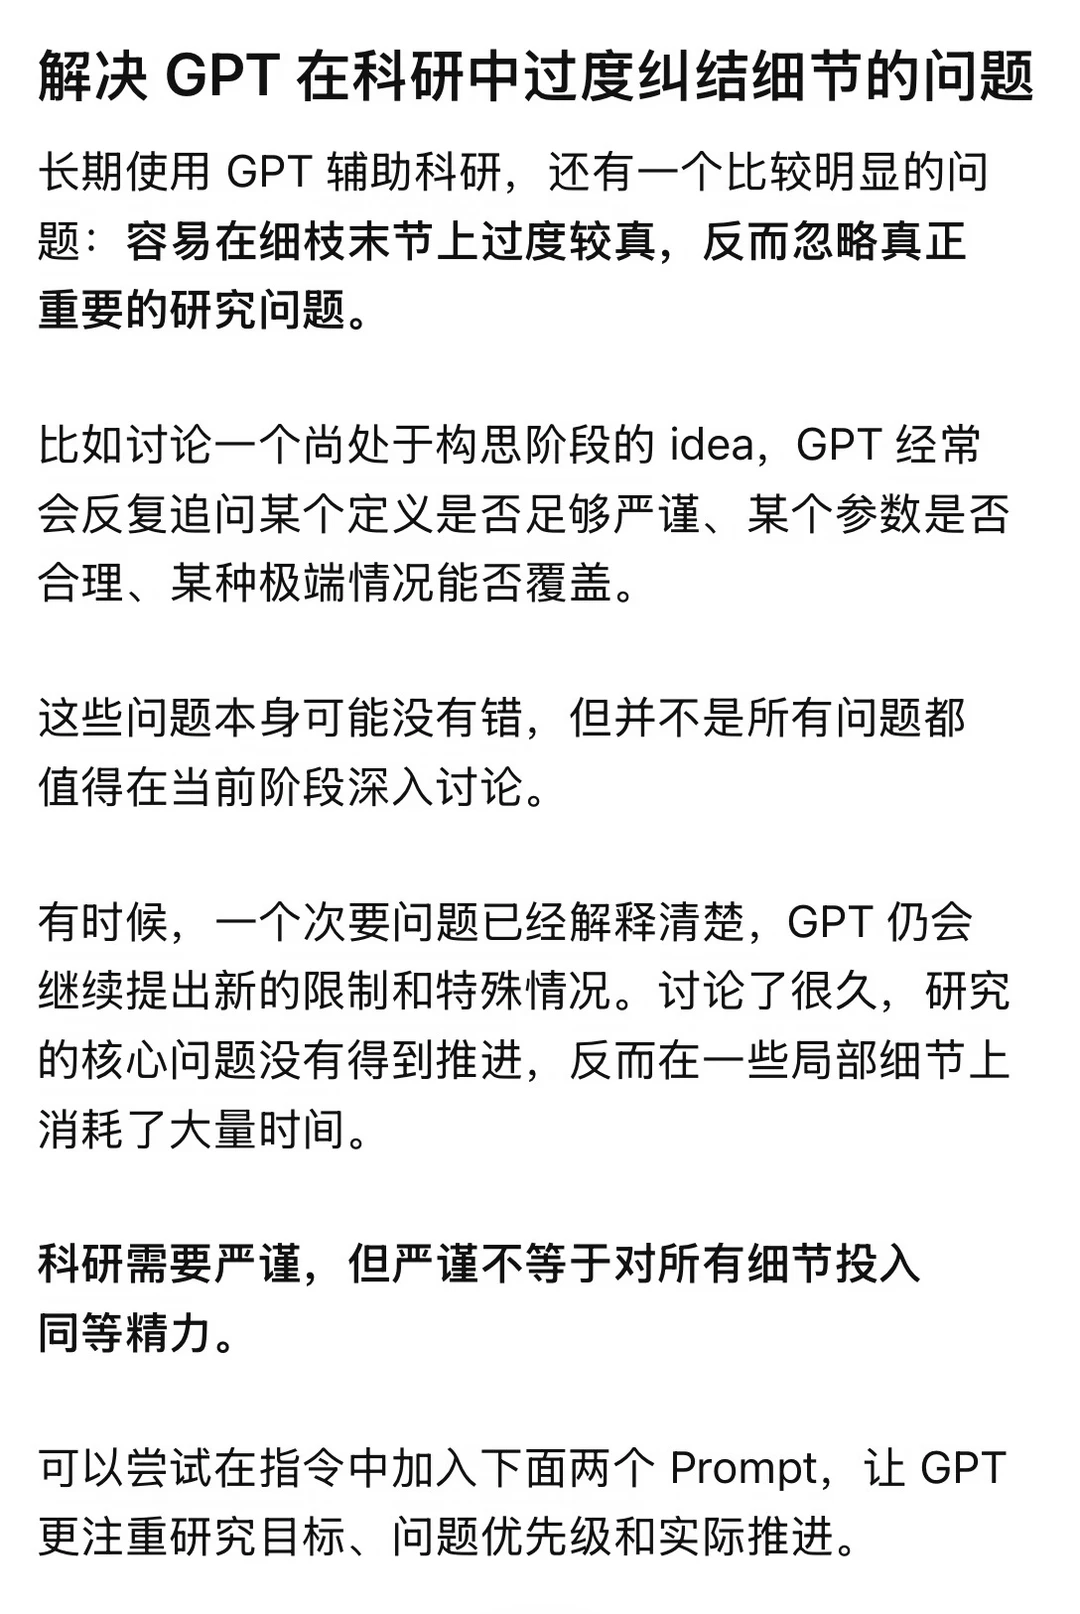 解决 GPT 在科研中过度纠结细节的问题
长期使用 GPT 辅助科研，还有一个比较明显的问
题：容易在细枝末节上过度较真，反而忽略真正
重要的研究问题。
比如讨论一个尚处于构思阶段的 idea，GPT 经常
会反复追问某个定义是否足够严谨、某个参数是否
合理、某种极端情况能否覆盖。
这些问题本身可能没有错，但并不是所有问题都
值得在当前阶段深入讨论。
有时候，一个次要问题已经解释清楚，GPT 仍会
继续提出新的限制和特殊情况。讨论了很久，研究
的核心问题没有得到推进，反而在一些局部细节上
消耗了大量时间。
科研需要严谨，但严谨不等于对所有细节投入
同等精力。
可以尝试在指令中加入下面两个 Prompt，让 GPT
更注重研究目标、问题优先级和实际推进。